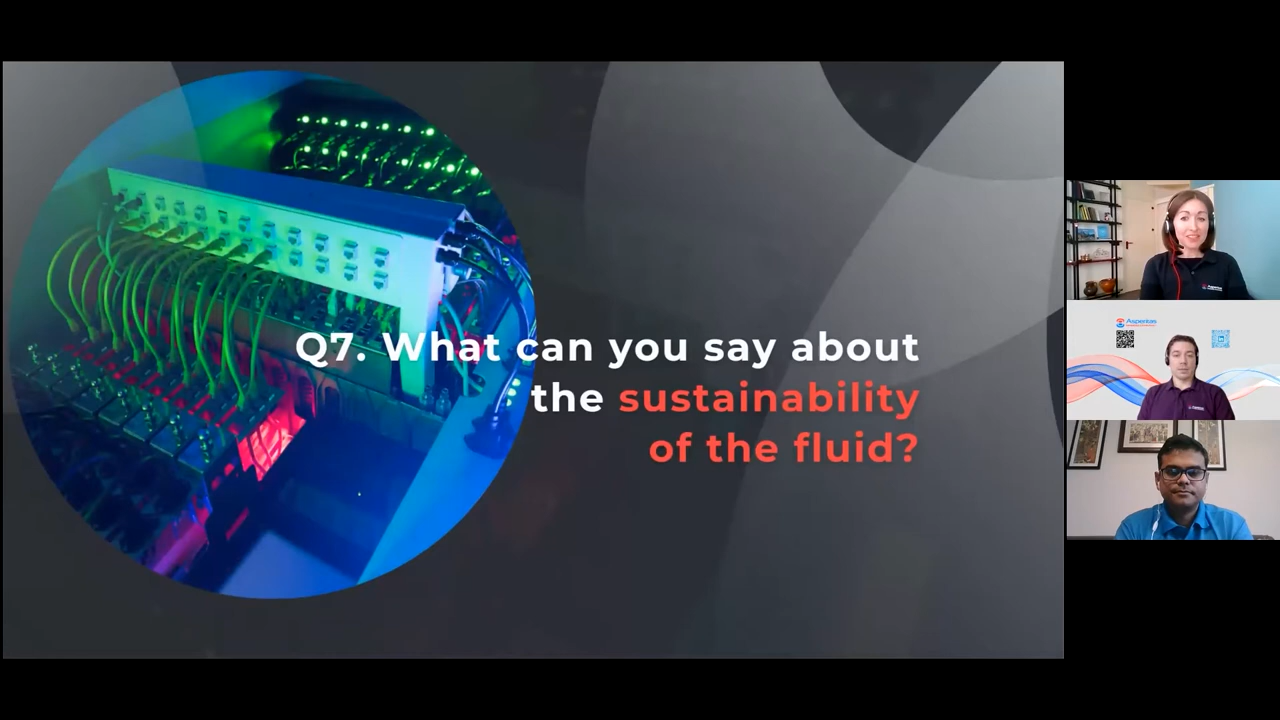 Q7. What can you say about
the sustainability
of the fluid?
Asperitas